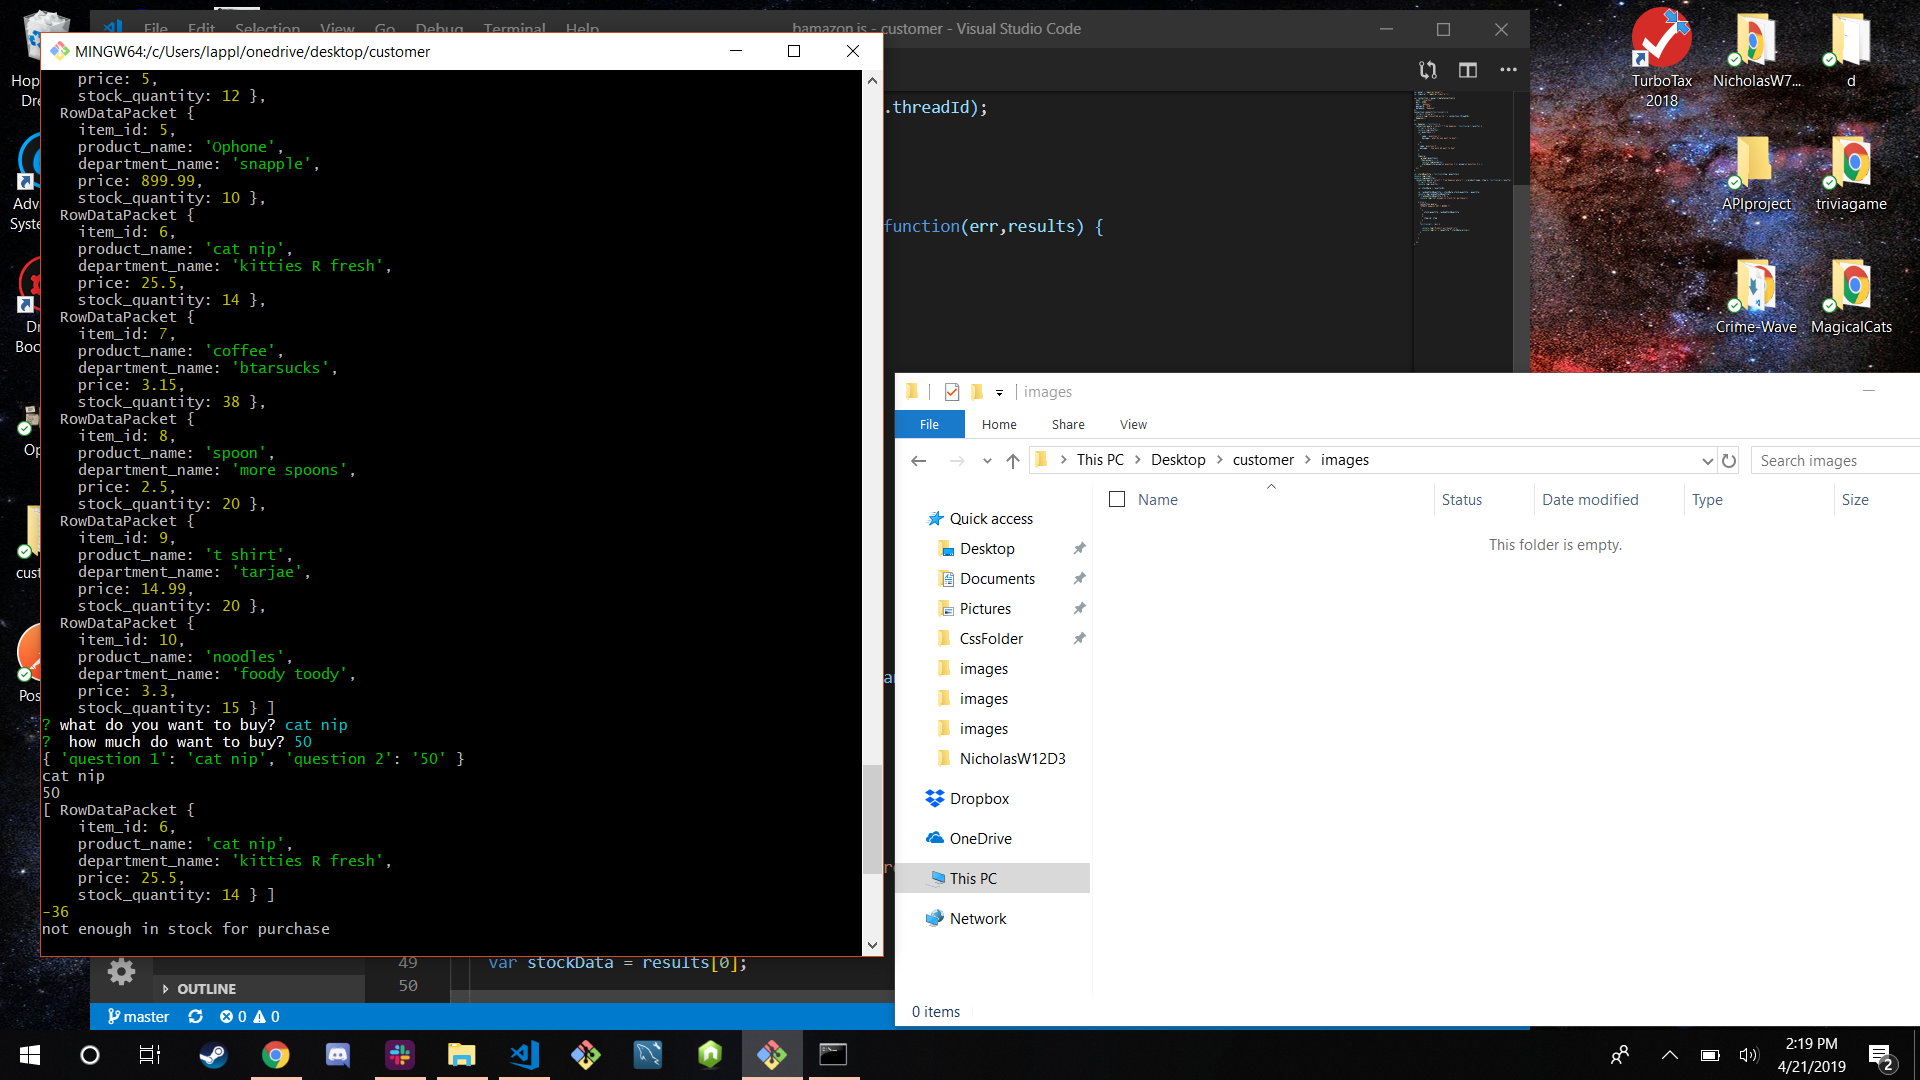 File Edit Selection View Go Debug Terminal Help
bamazon.js - customer - Visual Studio Code
MINGW64:/c/Users/lappl/onedrive/desktop/customer
price: 5,
stock_quantity: 12 },
RowDataPacket {
item_id: 5,
product_name: 'Ophone',
department_name: 'snapple',
price: 899.99,
stock_quantity: 10 },
RowDataPacket {
item_id: 6,
product_name: 'cat nip',
department_name: 'kitties R fresh',
price: 25.5,
stock_quantity: 14 },
RowDataPacket {
item_id: 7,
product_name: 'coffee',
department_name: 'btarsucks',
price: 3.15,
stock_quantity: 38 },
RowDataPacket {
item_id: 8,
product_name: 'spoon',
department_name: 'more spoons',
price: 2.5,
stock_quantity: 20 },
RowDataPacket {
item_id: 9,
product_name: 't shirt',
department_name: 'tarjae',
price: 14.99,
stock_quantity: 20 },
RowDataPacket {
item_id: 10,
product_name: 'noodles',
department_name: 'foody toody',
price: 3.3,
stock_quantity: 15 } ]
? what do you want to buy? cat nip
?  how much do want to buy? 50
{ 'question 1': 'cat nip', 'question 2': '50' }
cat nip
50
[ RowDataPacket {
item_id: 6,
product_name: 'cat nip',
department_name: 'kitties R fresh',
price: 25.5,
stock_quantity: 14 } ]
-36
not enough in stock for purchase
.threadId);
function(err,results) {
49 var stockData = results[0];
50
OUTLINE
master 0 0
images
File Home Share View
This PC Desktop customer images
Search images
Name Status Date modified Type Size
This folder is empty.
Quick access
Desktop
Documents
Pictures
CssFolder
images
images
images
NicholasW12D3
Dropbox
OneDrive
This PC
Network
0 items
TurboTax
2018
NicholasW7...
d
APIproject
triviagame
Crime-Wave
MagicalCats
2:19 PM
4/21/2019
2